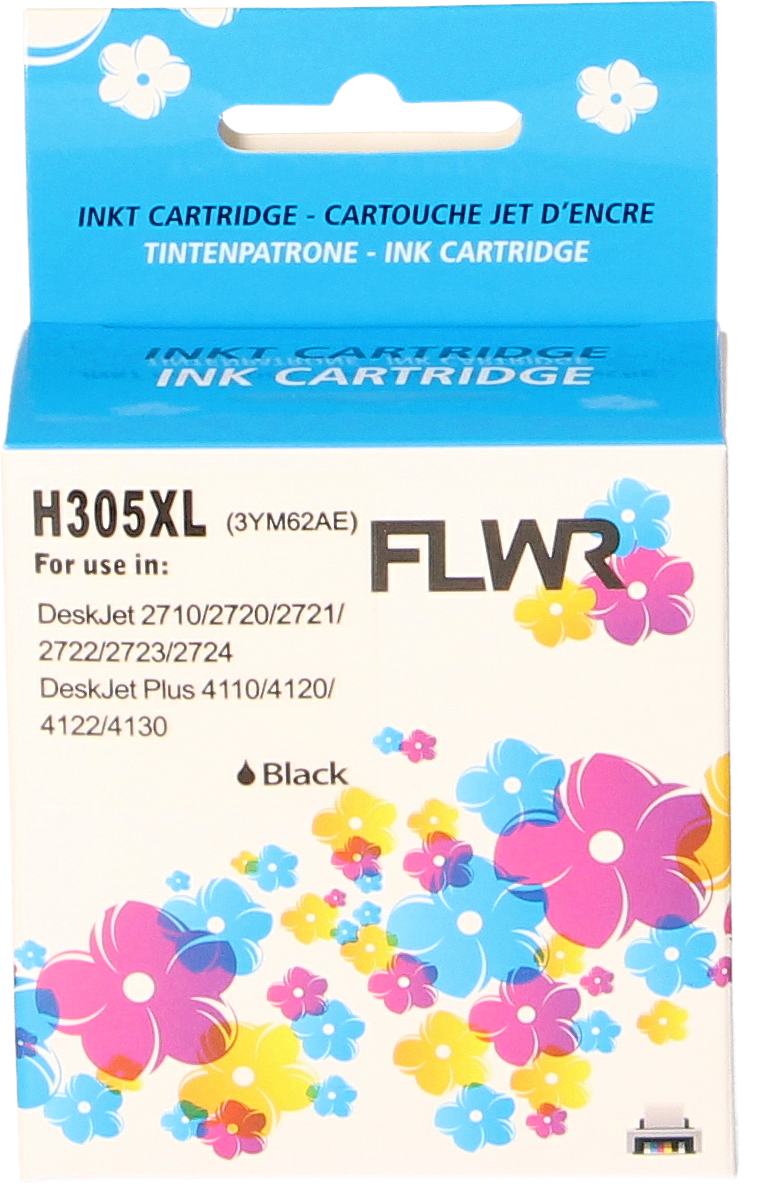 INKT CARTRIDGE - CARTOUCHE JET D'ENCRE
TINTENPATRONE - INK CARTRIDGE
INKT CARTRIDGE
INK CARTRIDGE
H305XL (3YM62AE)
FLWR
For use in:
DeskJet 2710/2720/2721/
2722/2723/2724
DeskJet Plus 4110/4120/
4122/4130
Black